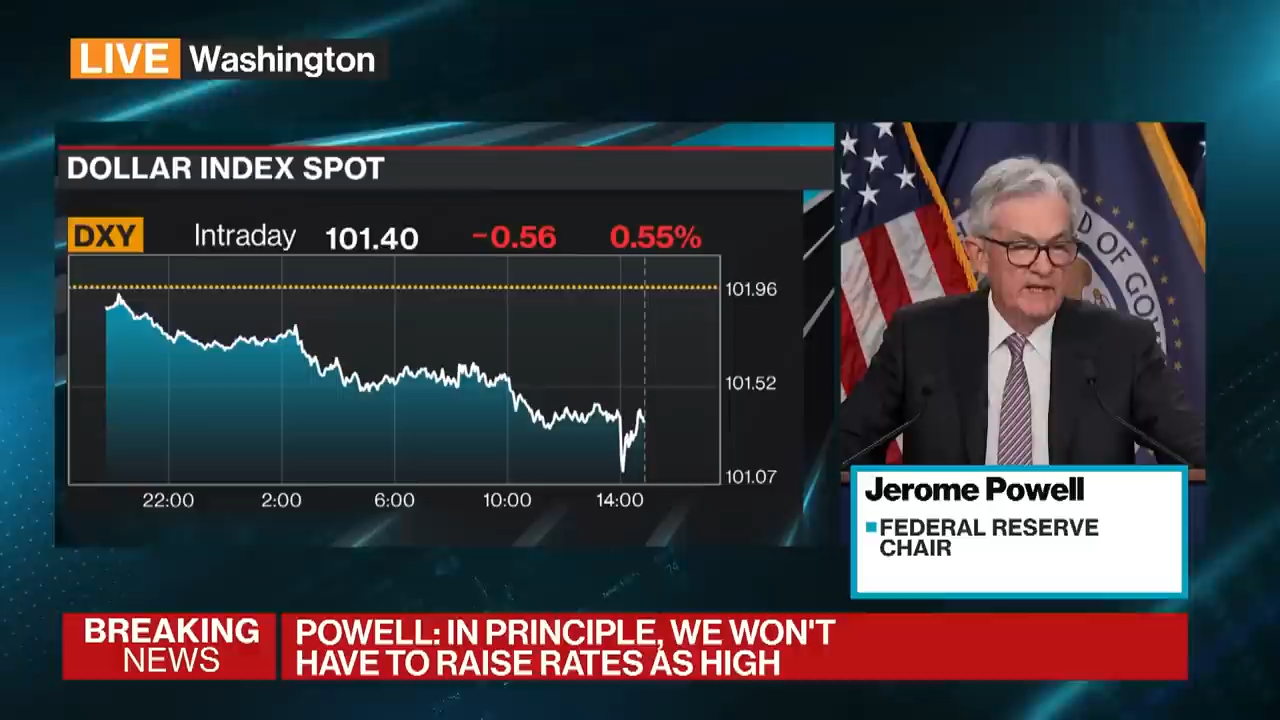 LIVE Washington
DOLLAR INDEX SPOT
DXY Intraday 101.40 -0.56 0.55%
101.96
101.52
101.07
22:00 2:00 6:00 10:00 14:00
D OF GO
Jerome Powell
FEDERAL RESERVE
CHAIR
BREAKING
NEWS
POWELL: IN PRINCIPLE, WE WON'T
HAVE TO RAISE RATES AS HIGH